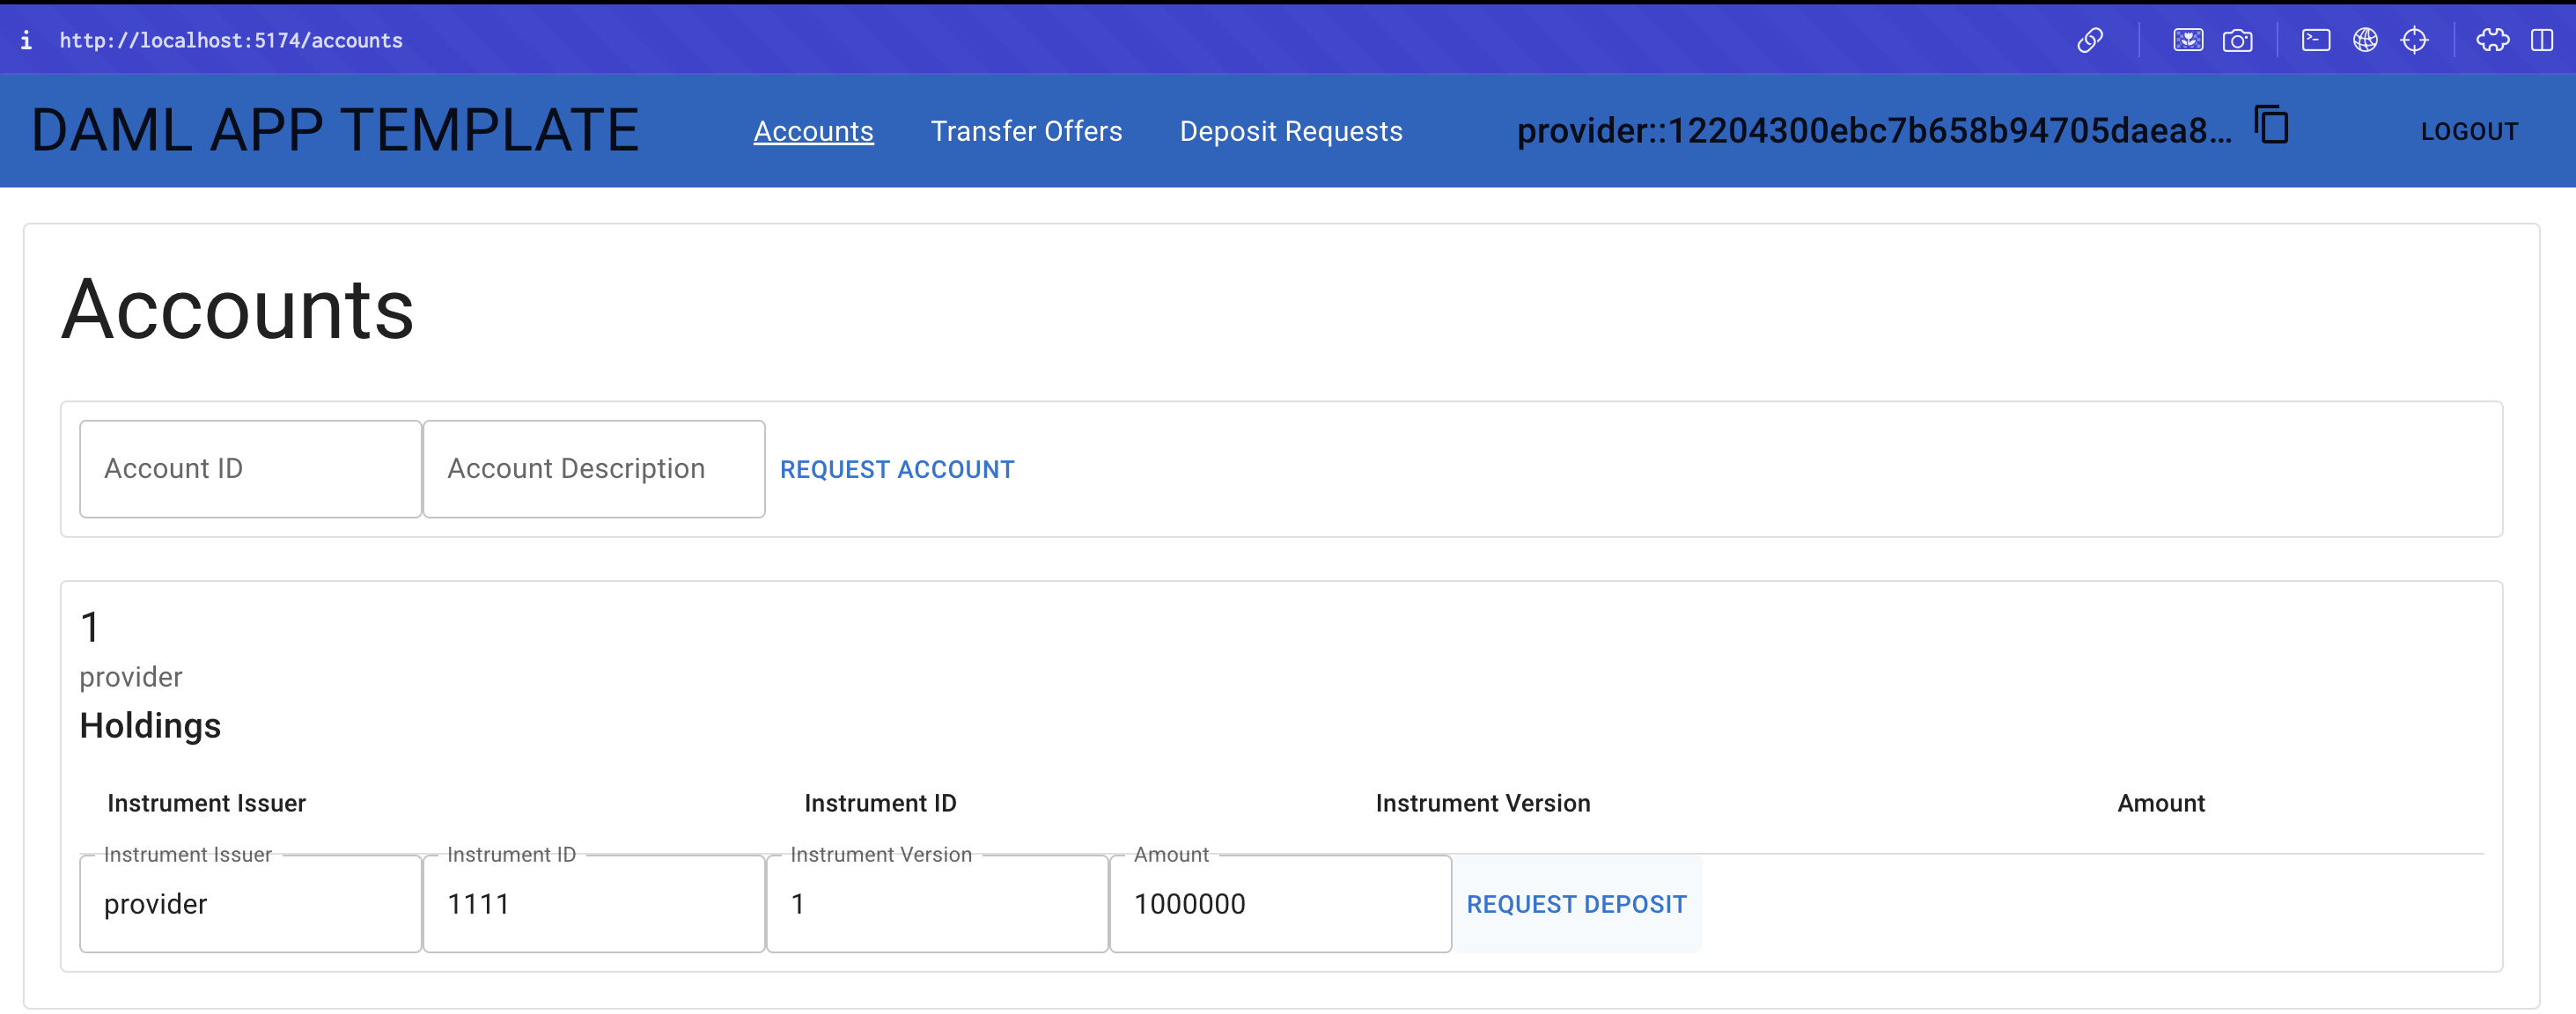 http://localhost:5174/accounts
DAML APP TEMPLATE
Accounts
Transfer Offers
Deposit Requests
provider::12204300ebc7b658b94705daea8...
LOGOUT
Accounts
Account ID
Account Description
REQUEST ACCOUNT
1
provider
Holdings
Instrument Issuer
Instrument ID
Instrument Version
Amount
Instrument Issuer
Instrument ID
Instrument Version
Amount
provider
1111
1
1000000
REQUEST DEPOSIT